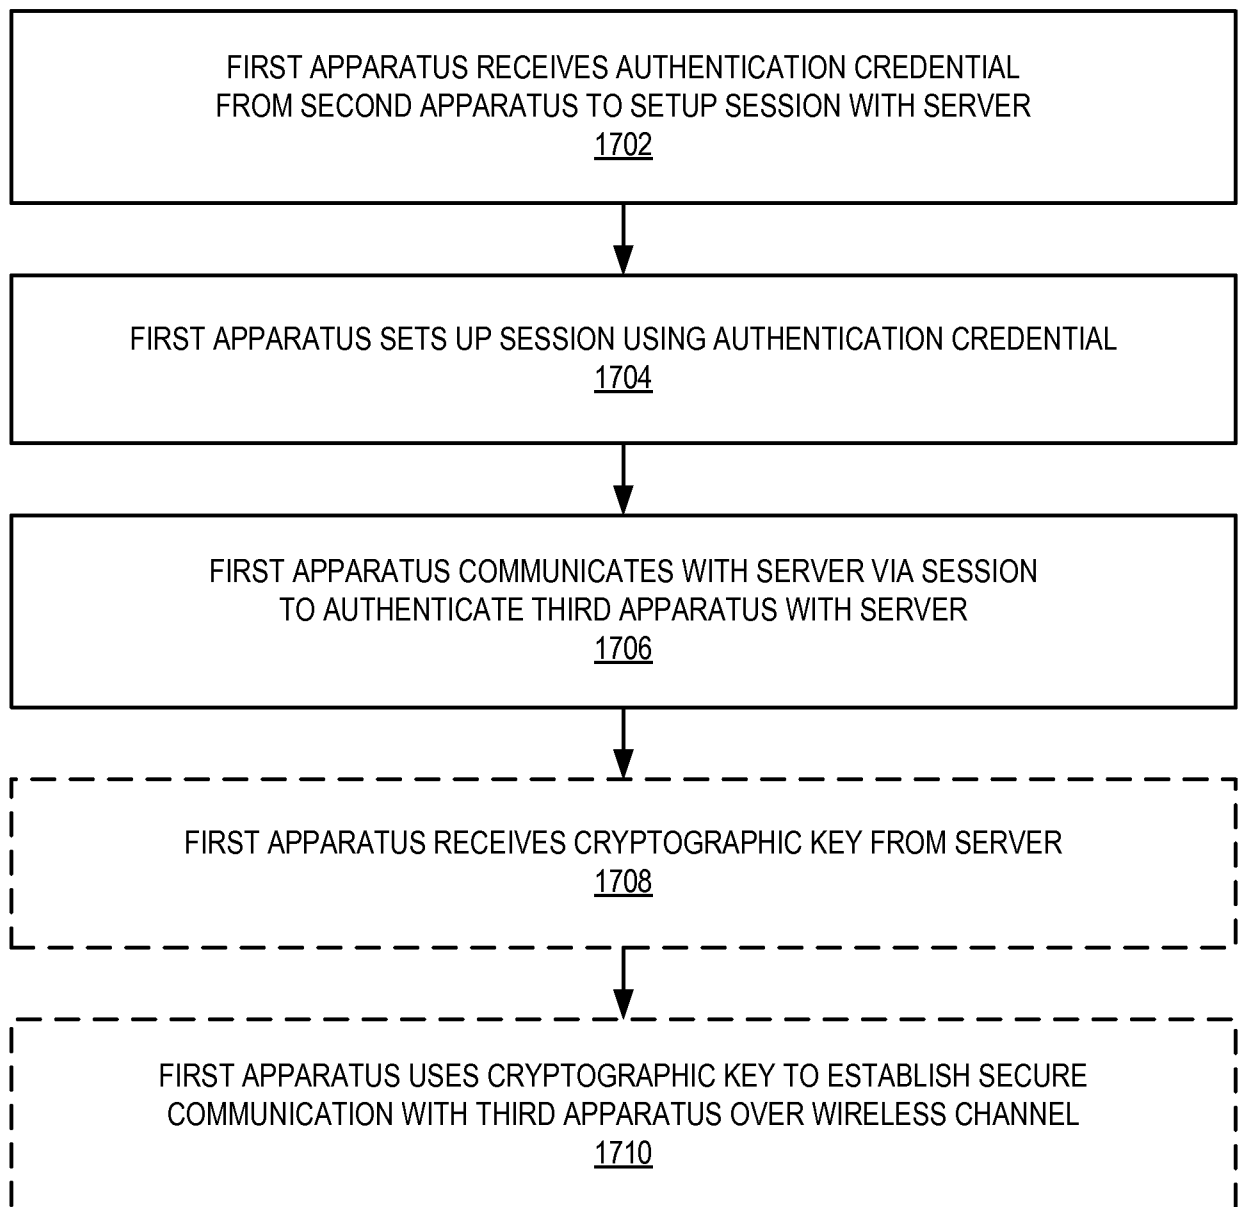 FIRST APPARATUS RECEIVES AUTHENTICATION CREDENTIAL
FROM SECOND APPARATUS TO SETUP SESSION WITH SERVER
1702
FIRST APPARATUS SETS UP SESSION USING AUTHENTICATION CREDENTIAL
1704
FIRST APPARATUS COMMUNICATES WITH SERVER VIA SESSION
TO AUTHENTICATE THIRD APPARATUS WITH SERVER
1706
FIRST APPARATUS RECEIVES CRYPTOGRAPHIC KEY FROM SERVER
1708
FIRST APPARATUS USES CRYPTOGRAPHIC KEY TO ESTABLISH SECURE
COMMUNICATION WITH THIRD APPARATUS OVER WIRELESS CHANNEL
1710